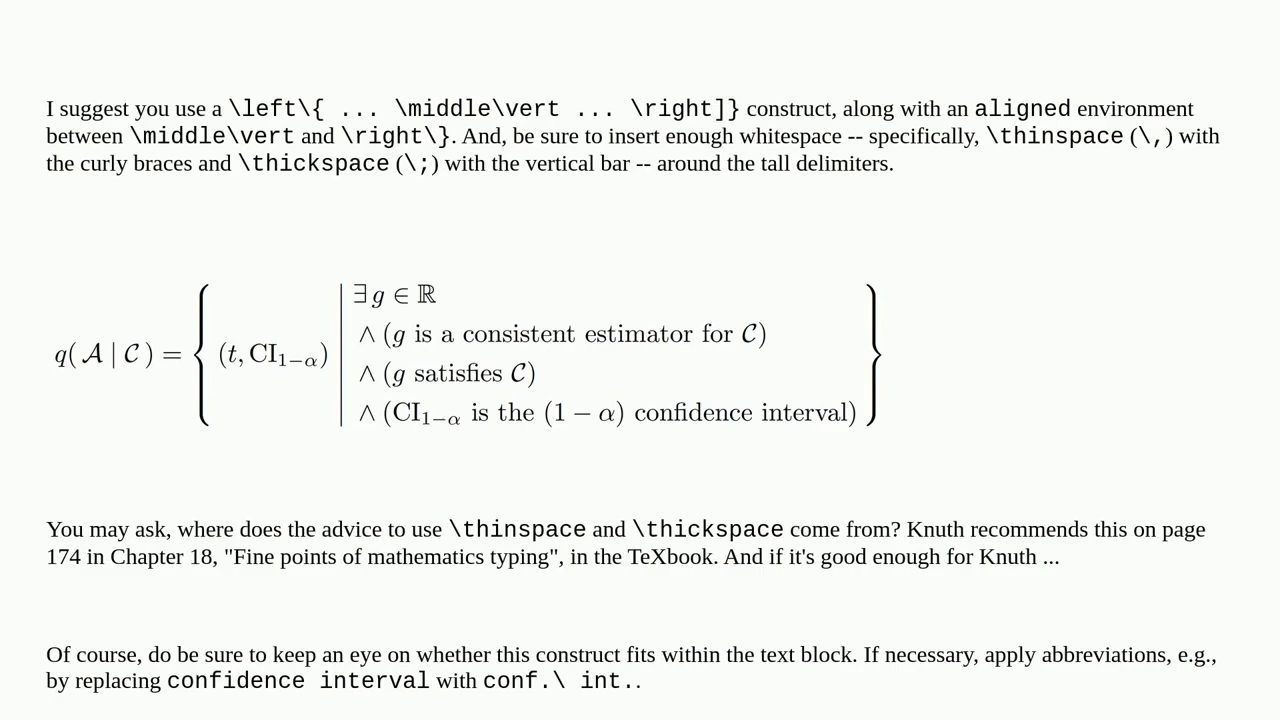 I suggest you use a \left\{ ... \middle\vert ... \right]} construct, along with an aligned environment
between \middle\vert and \right\}. And, be sure to insert enough whitespace -- specifically, \thinspace (\,) with
the curly braces and \thickspace (\;) with the vertical bar -- around the tall delimiters.
∃ g ∈ ℝ
∧ (g is a consistent estimator for 𝒞)
q( 𝒜 | 𝒞 ) = { (t, CI₁₋α) |
∧ (g satisfies 𝒞)
∧ (CI₁₋α is the (1 − α) confidence interval) }
You may ask, where does the advice to use \thinspace and \thickspace come from? Knuth recommends this on page
174 in Chapter 18, "Fine points of mathematics typing", in the TeXbook. And if it's good enough for Knuth ...
Of course, do be sure to keep an eye on whether this construct fits within the text block. If necessary, apply abbreviations, e.g.,
by replacing confidence interval with conf.\ int..